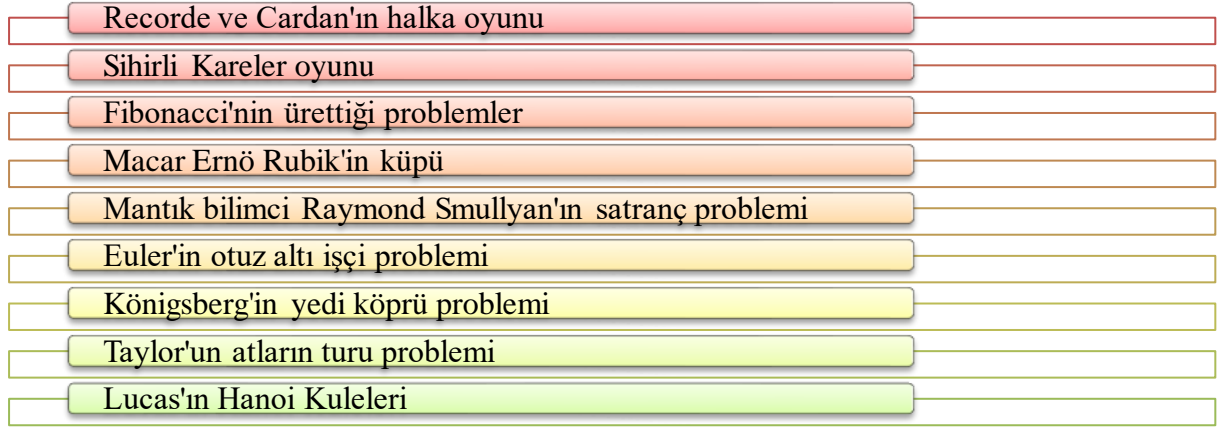 Recorde ve Cardan'ın halka oyunu
Sihirli Kareler oyunu
Fibonacci'nin ürettiği problemler
Macar Ernö Rubik'in küpü
Mantık bilimci Raymond Smullyan'ın satranç problemi
Euler'in otuz altı işçi problemi
Königsberg'in yedi köprü problemi
Taylor'un atların turu problemi
Lucas'ın Hanoi Kuleleri